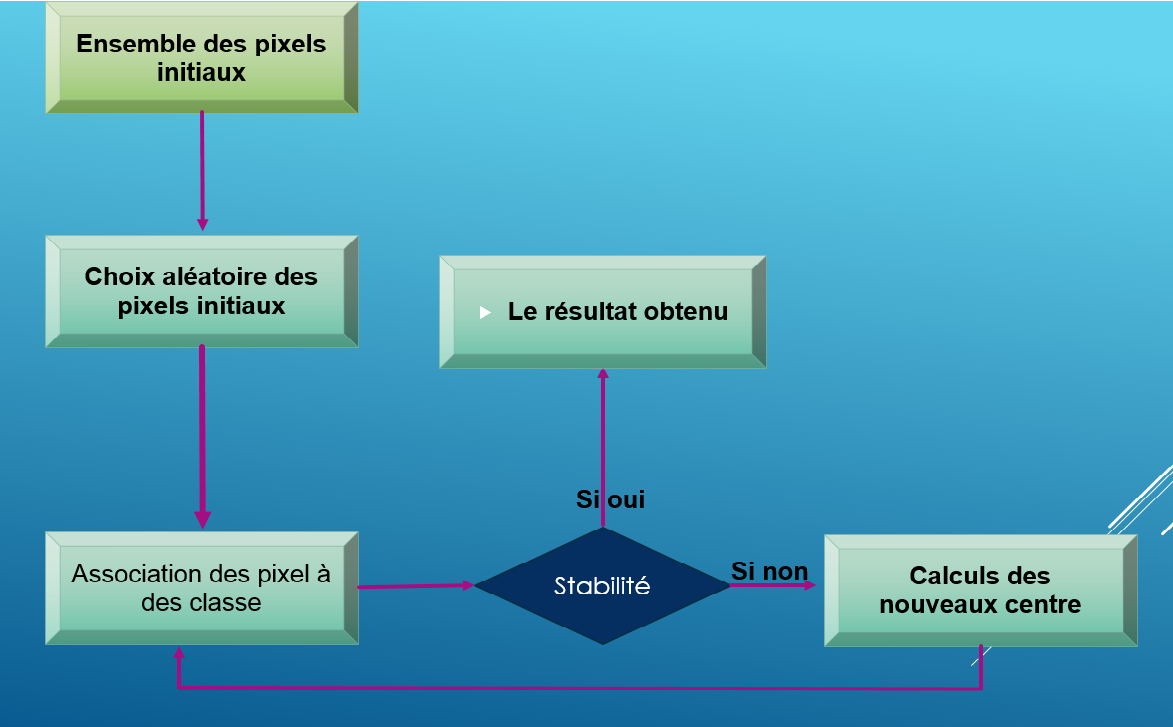 Ensemble des pixels
initiaux
Choix aléatoire des
pixels initiaux
Le résultat obtenu
Si oui
Association des pixel à
des classe
Stabilité
Si non
Calculs des
nouveaux centre